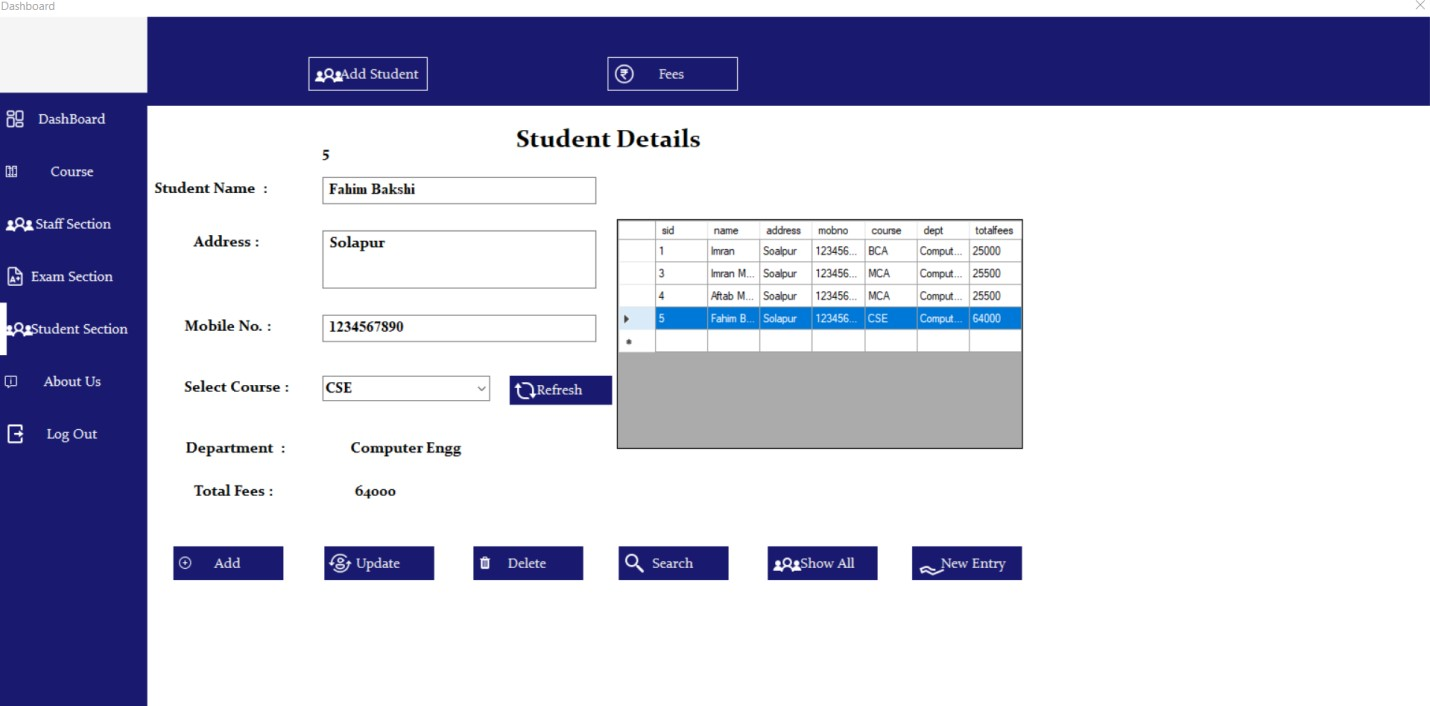 Dashboard
Add Student
Fees
DashBoard
Course
Staff Section
Exam Section
Student Section
About Us
Log Out
Student Details
5
Student Name :
Fahim Bakshi
Address :
Solapur
Mobile No. :
1234567890
Select Course :
CSE
Refresh
Department :
Computer Engg
Total Fees :
64000
sid name address mobno course dept totalfees
1 Imran Soalpur 123456... BCA Comput... 25000
3 Imran M... Soalpur 123456... MCA Comput... 25500
4 Aftab M... Soalpur 123456... MCA Comput... 25500
5 Fahim B... Solapur 123456... CSE Comput... 64000
Add
Update
Delete
Search
Show All
New Entry